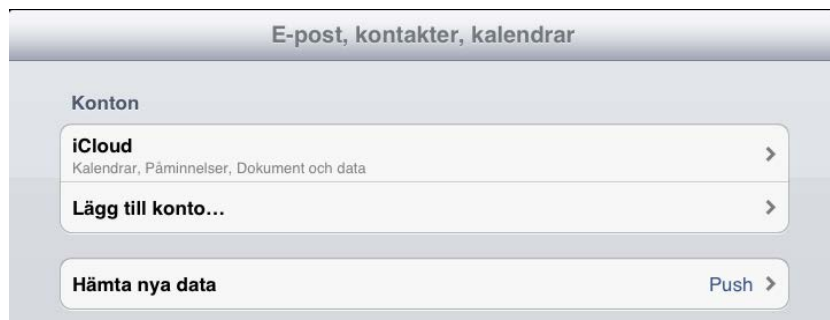 E-post, kontakter, kalendrar
Konton
iCloud
Kalendrar, Påminnelser, Dokument och data
Lägg till konto...
Hämta nya data Push